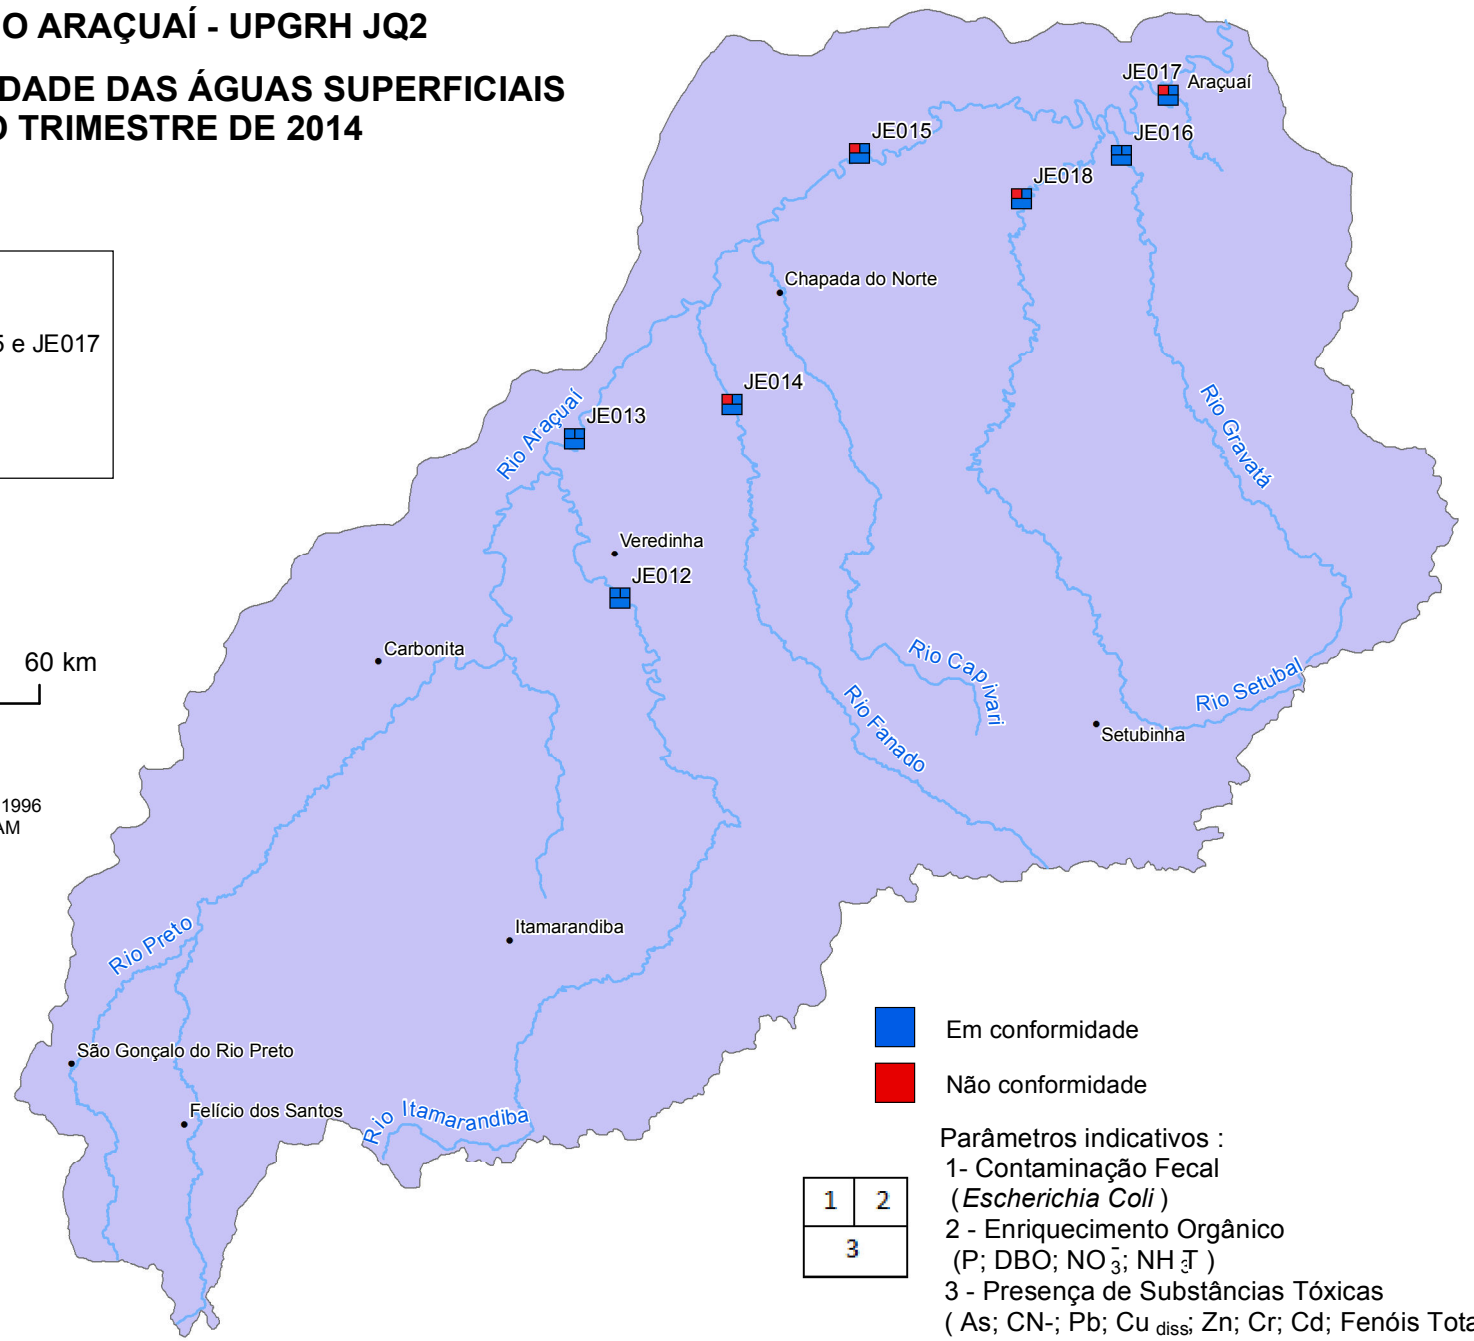 O ARAÇUAÍ - UPGRH JQ2
DADE DAS ÁGUAS SUPERFICIAIS
O TRIMESTRE DE 2014
e JE017
60 km
1996
AM
JE017
Araçuaí
JE015
JE016
JE018
Chapada do Norte
JE014
JE013
Rio Araçuaí
Rio Gravatá
Veredinha
JE012
Carbonita
Rio Capivari
Rio Setubal
Rio Fanado
Setubinha
Itamarandiba
Rio Preto
São Gonçalo do Rio Preto
Felício dos Santos
Rio Itamarandiba
Em conformidade
Não conformidade
Parâmetros indicativos :
1- Contaminação Fecal
(Escherichia Coli )
2 - Enriquecimento Orgânico
(P; DBO; NO3-; NH3T )
3 - Presença de Substâncias Tóxicas
( As; CN-; Pb; Cu diss; Zn; Cr; Cd; Fenóis Tota
1 2
3